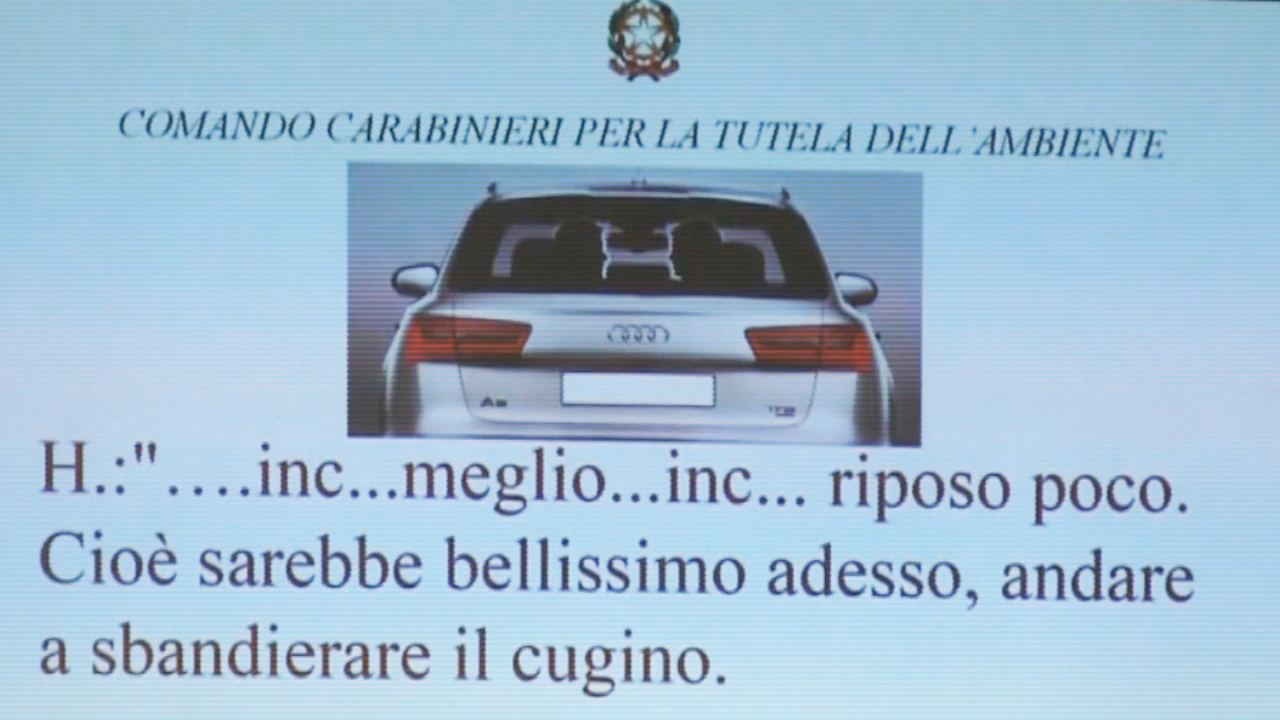 COMANDO CARABINIERI PER LA TUTELA DELL'AMBIENTE
H.:"….inc...meglio...inc... riposo poco.
Cioè sarebbe bellissimo adesso, andare
a sbandierare il cugino.